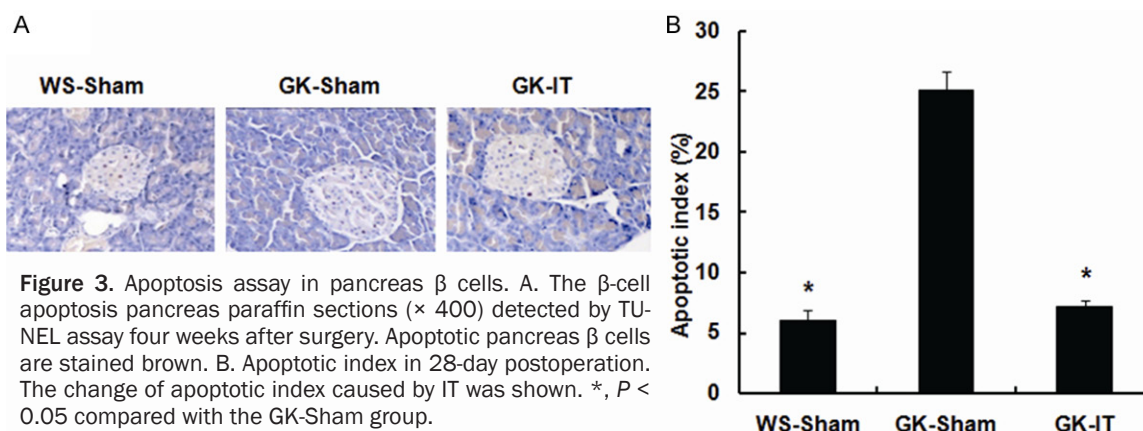 A
WS-Sham
GK-Sham
GK-IT
Figure 3. Apoptosis assay in pancreas β cells. A. The β-cell
apoptosis pancreas paraffin sections (× 400) detected by TU-
NEL assay four weeks after surgery. Apoptotic pancreas β cells
are stained brown. B. Apoptotic index in 28-day postoperation.
The change of apoptotic index caused by IT was shown. *, P <
0.05 compared with the GK-Sham group.
B
Apoptotic index (%)
30
25
20
15
10
5
0
*
*
WS-Sham
GK-Sham
GK-IT